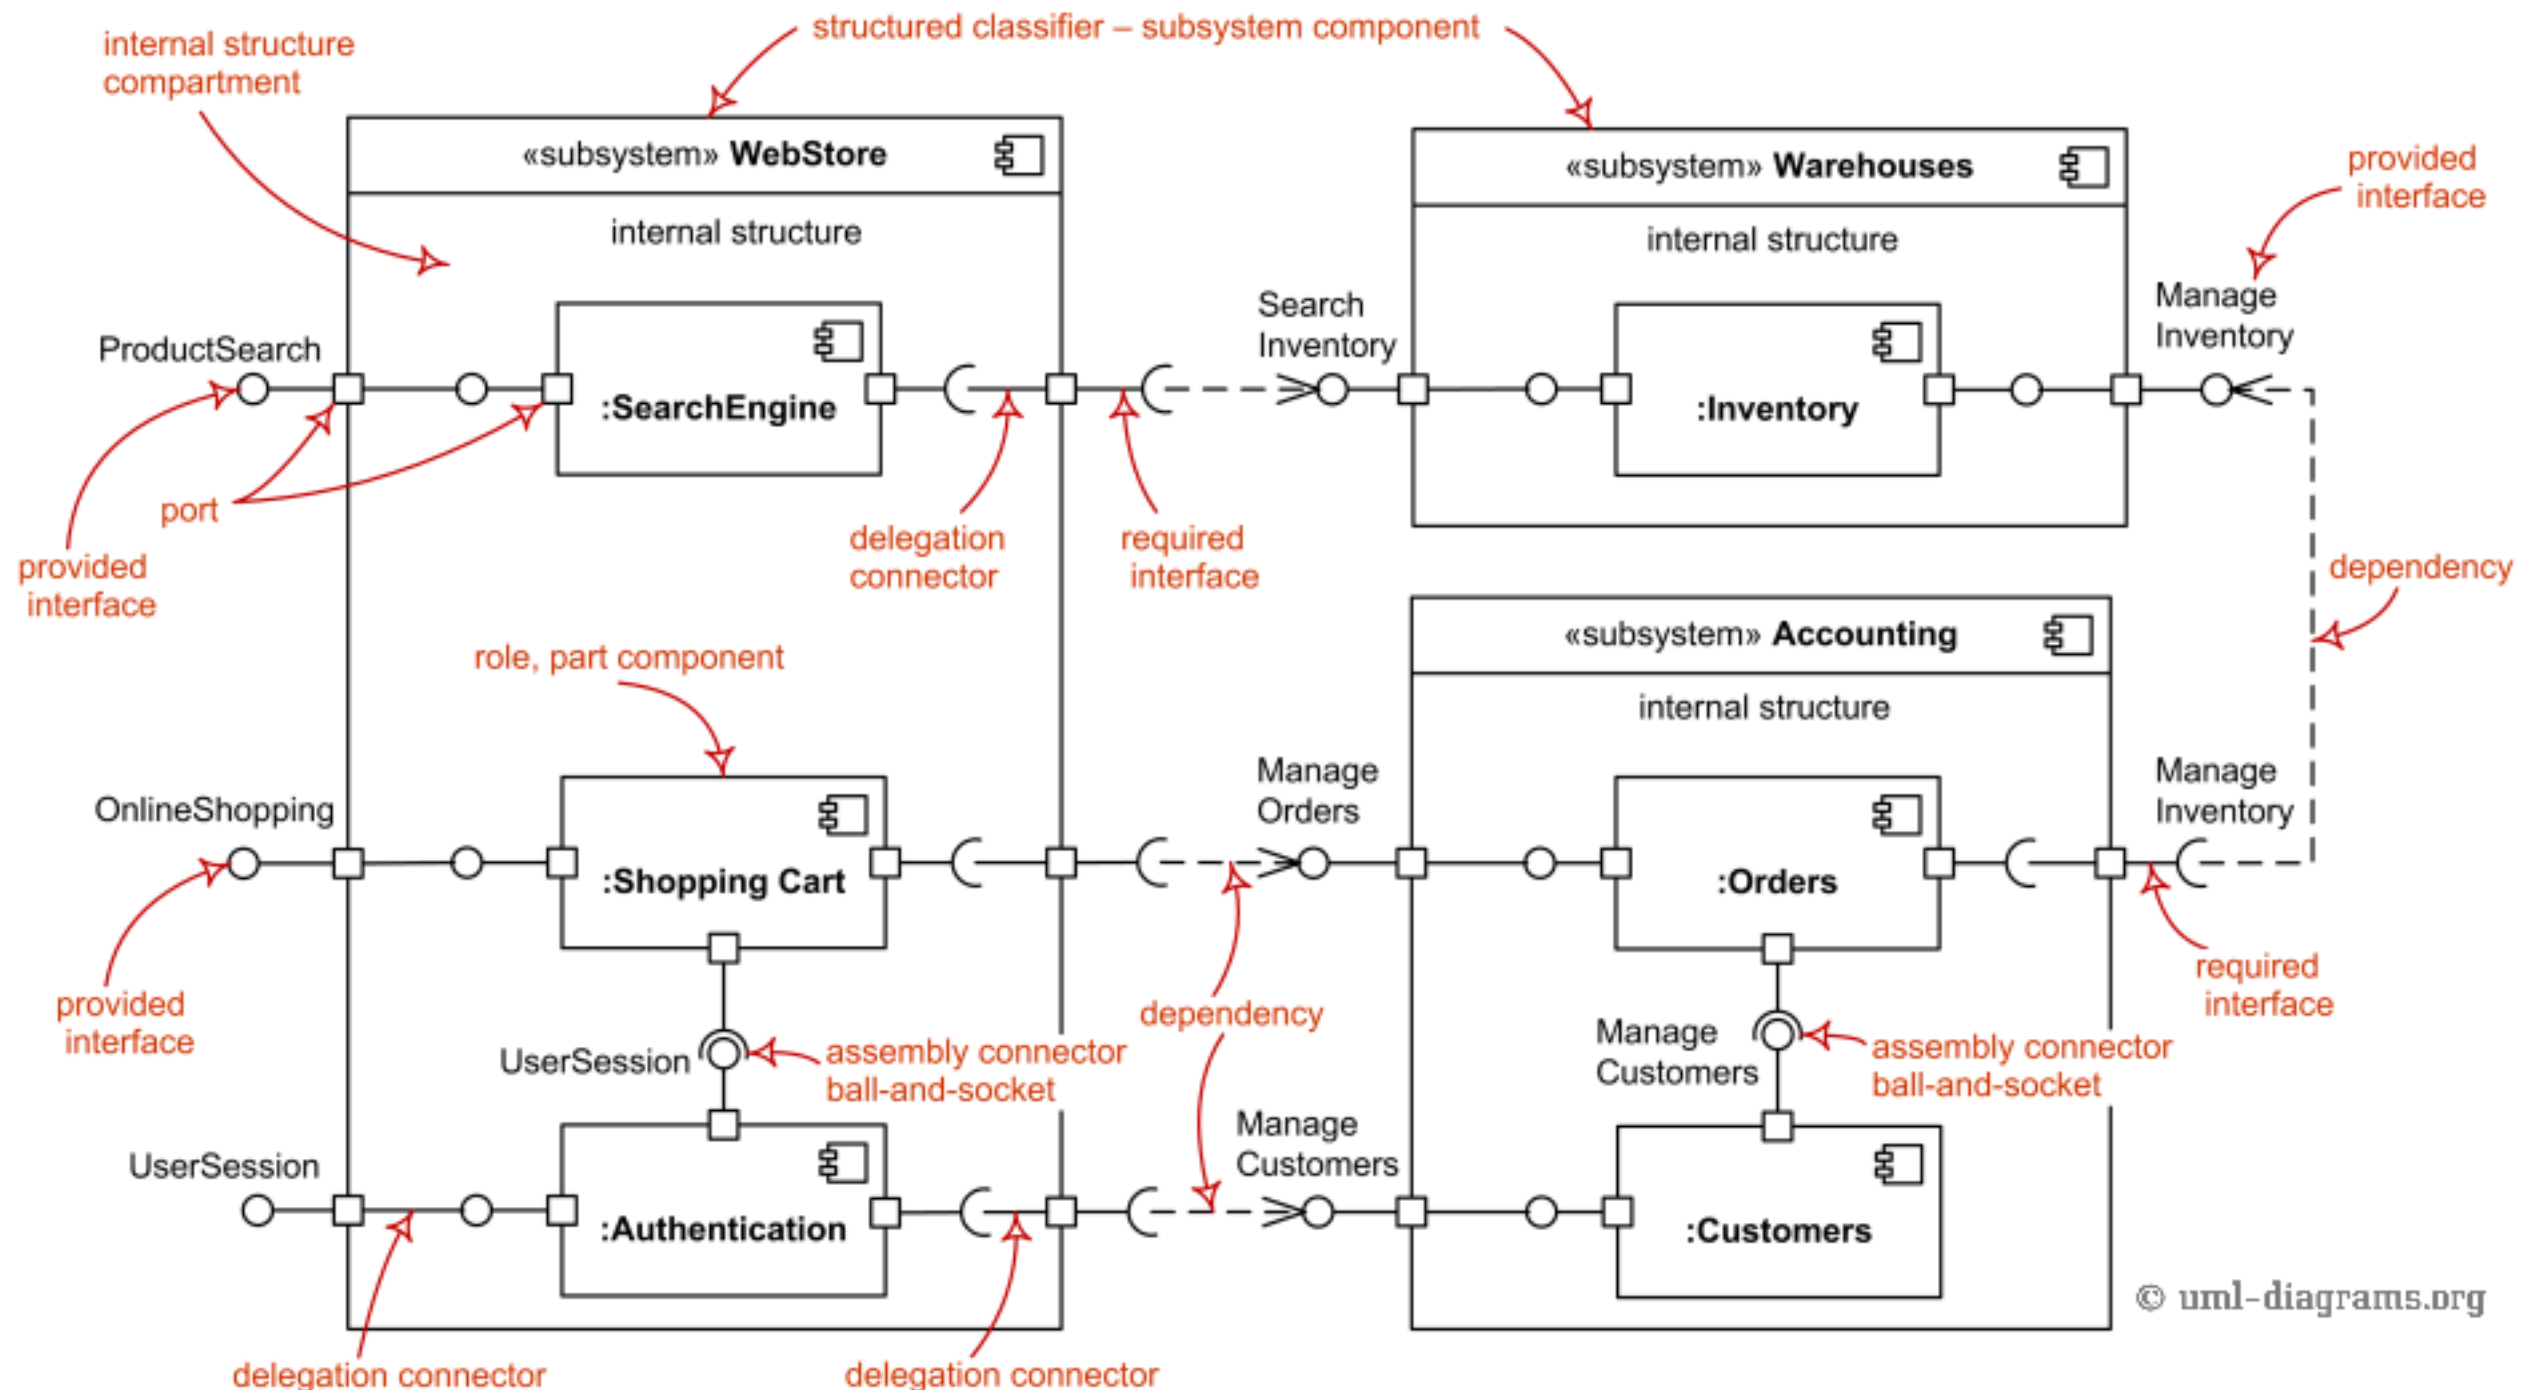 structured classifier – subsystem component
internal structure
compartment
«subsystem» WebStore
«subsystem» Warehouses
provided
interface
internal structure
internal structure
Search
Inventory
Manage
Inventory
ProductSearch
:SearchEngine
:Inventory
port
delegation
connector
required
interface
provided
interface
dependency
«subsystem» Accounting
role, part component
internal structure
Manage
Orders
Manage
Inventory
OnlineShopping
:Shopping Cart
:Orders
required
interface
provided
interface
dependency
UserSession
assembly connector
ball-and-socket
Manage
Customers
assembly connector
ball-and-socket
Manage
Customers
UserSession
:Authentication
:Customers
© uml-diagrams.org
delegation connector
delegation connector